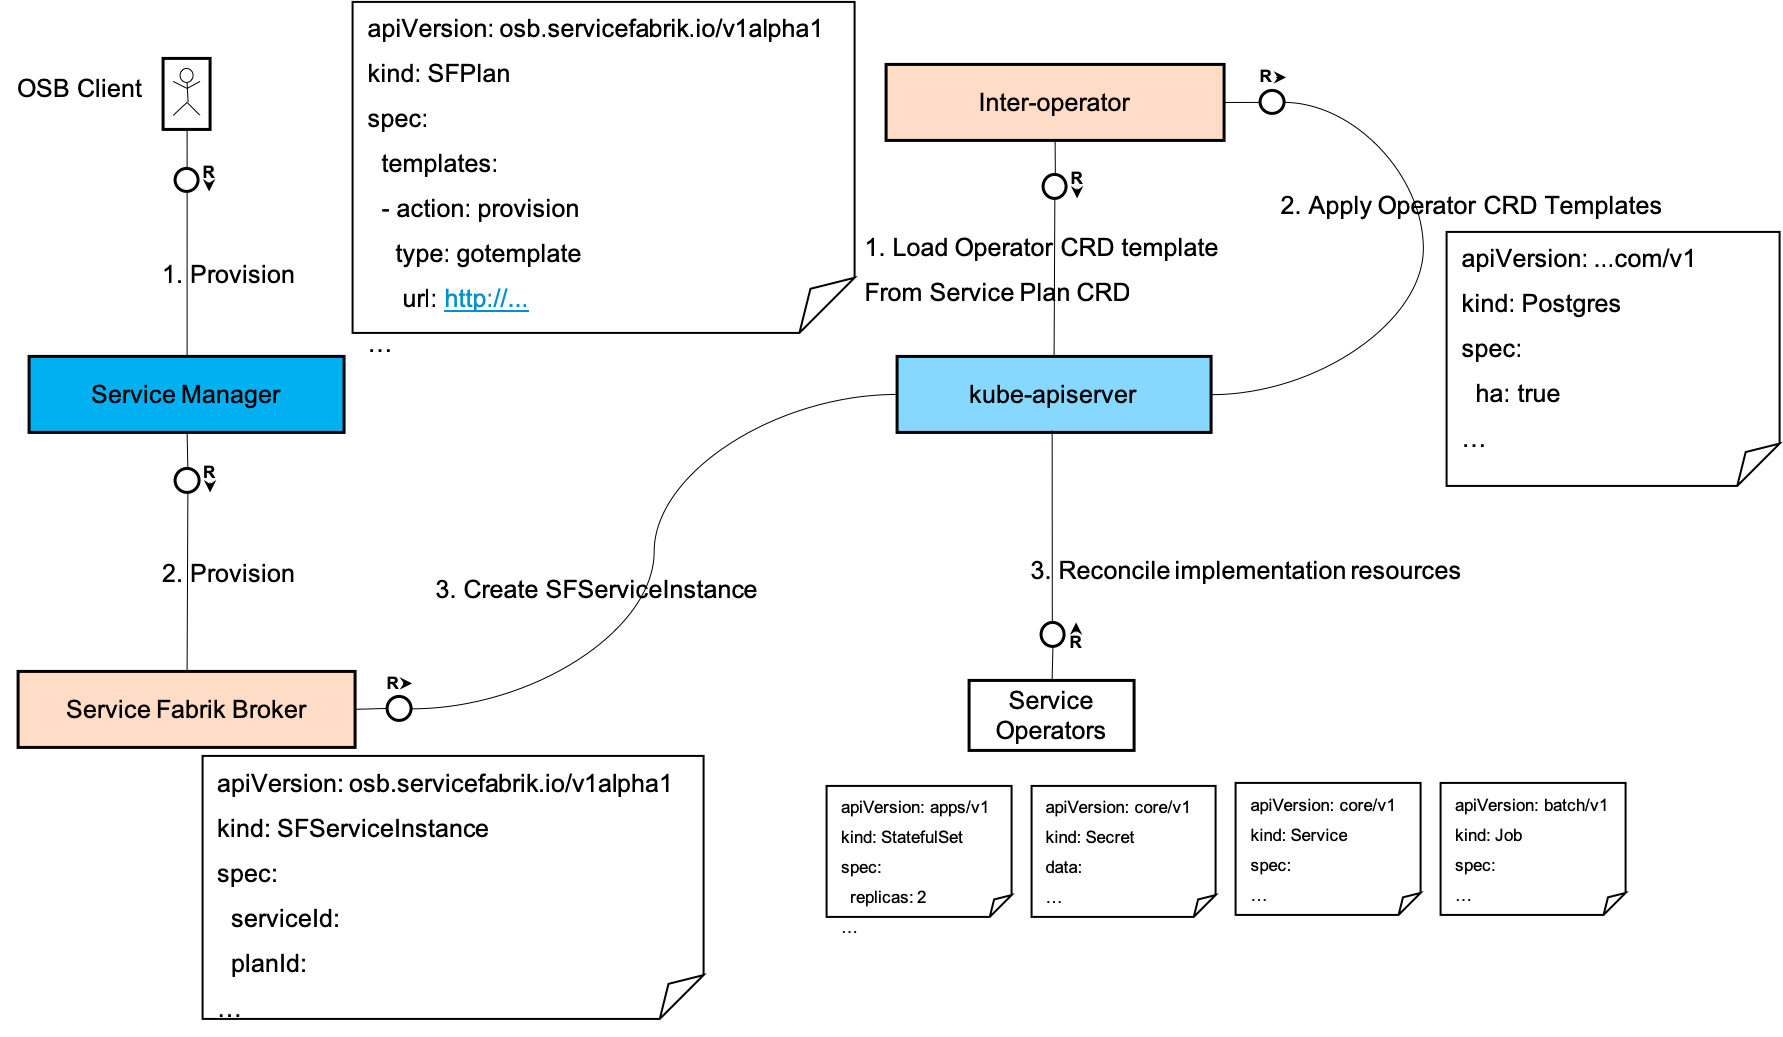 OSB Client
R
1. Provision
Service Manager
R
2. Provision
Service Fabrik Broker
R
3. Create SFServiceInstance
apiVersion: osb.servicefabrik.io/v1alpha1
kind: SFPlan
spec:
templates:
- action: provision
type: gotemplate
url: http://...
...
apiVersion: osb.servicefabrik.io/v1alpha1
kind: SFServiceInstance
spec:
serviceId:
planId:
...
Inter-operator
R
R
1. Load Operator CRD template
From Service Plan CRD
2. Apply Operator CRD Templates
apiVersion: ...com/v1
kind: Postgres
spec:
ha: true
...
kube-apiserver
3. Reconcile implementation resources
R
Service
Operators
apiVersion: apps/v1
kind: StatefulSet
spec:
replicas: 2
...
apiVersion: core/v1
kind: Secret
data:
...
apiVersion: core/v1
kind: Service
spec:
...
apiVersion: batch/v1
kind: Job
spec:
...